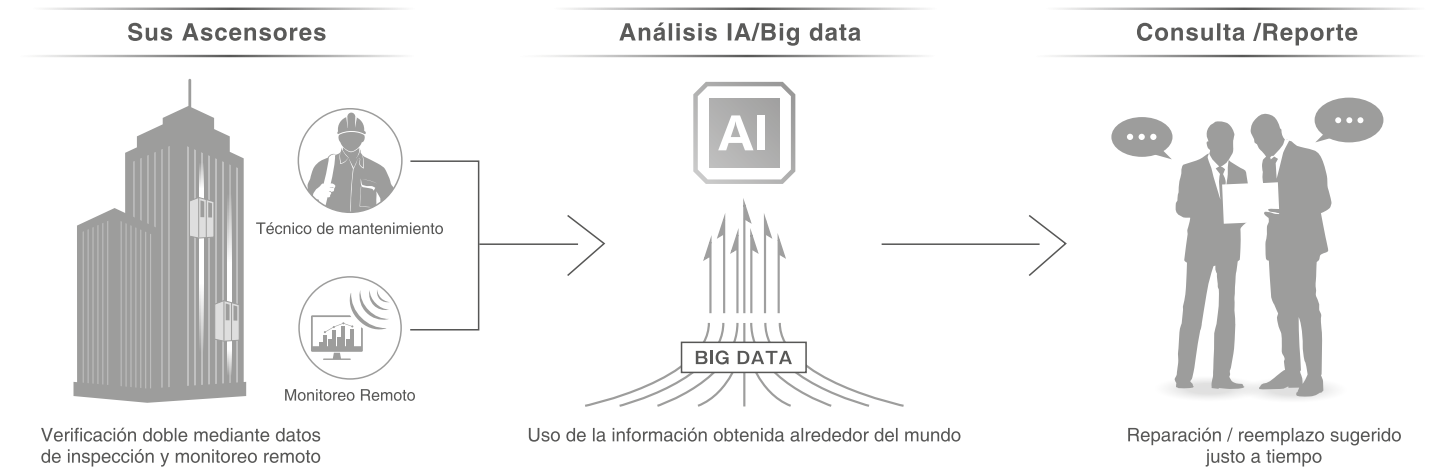 Sus Ascensores
Técnico de mantenimiento
Monitoreo Remoto
Verificación doble mediante datos
de inspección y monitoreo remoto
Análisis IA/Big data
AI
BIG DATA
Uso de la información obtenida alrededor del mundo
Consulta /Reporte
Reparación / reemplazo sugerido
justo a tiempo